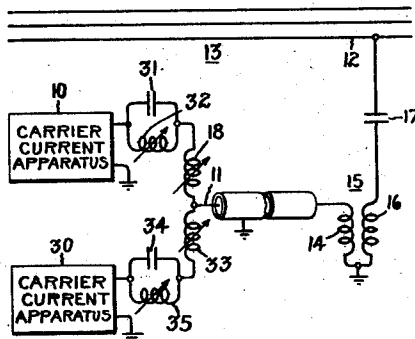 12
13
31
10
32
18
17
CARRIER
CURRENT
APPARATUS
11
15
14
16
30
34
33
CARRIER
CURRENT
APPARATUS
35